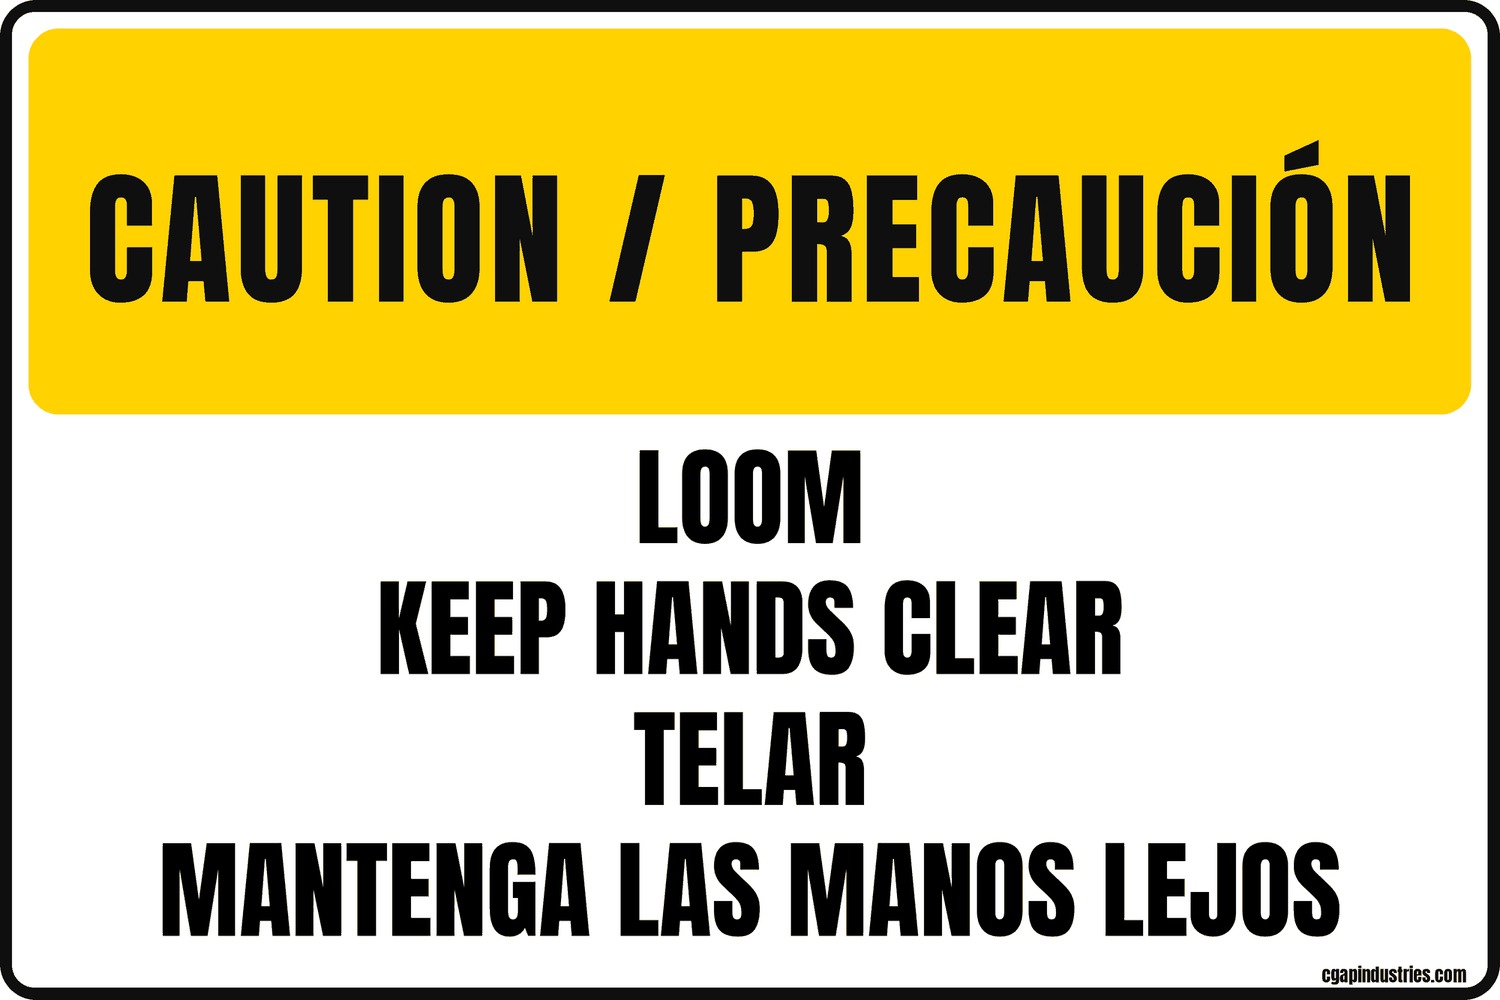 CAUTION / PRECAUCIÓN
LOOM
KEEP HANDS CLEAR
TELAR
MANTENGA LAS MANOS LEJOS
cgapindustries.com